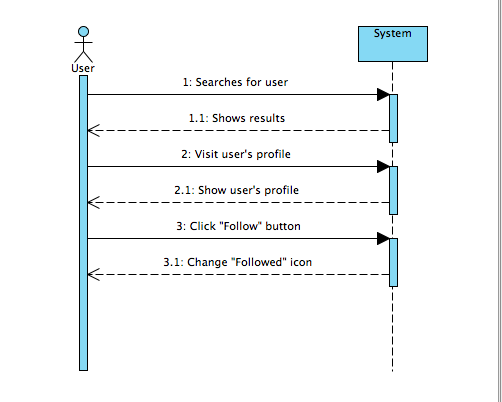 System
User
1: Searches for user
1.1: Shows results
2: Visit user's profile
2.1: Show user's profile
3: Click "Follow" button
3.1: Change "Followed" icon